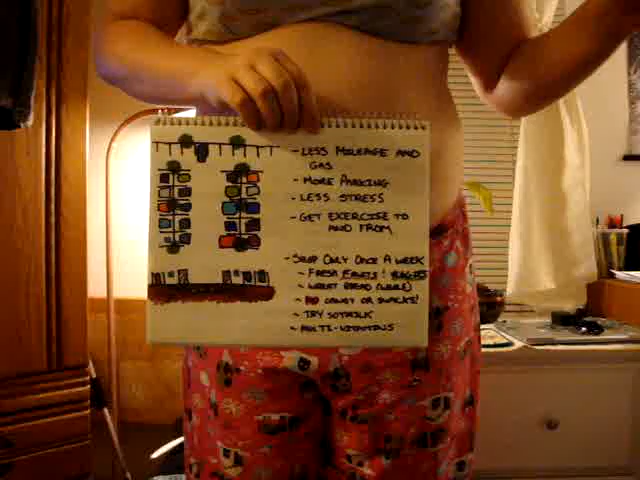 - LESS MILEAGE AND
GAS
- MORE PARKING
- LESS STRESS
- GET EXERCISE TO
AND FROM
- SHOP ONLY ONCE A WEEK
~ FRESH FRUITS!
~ WHEAT BREAD (WHOLE)
~ NO CANDY OR SNACKS!
~ TRY SOYMILK
~ MULTI-VITAMINS